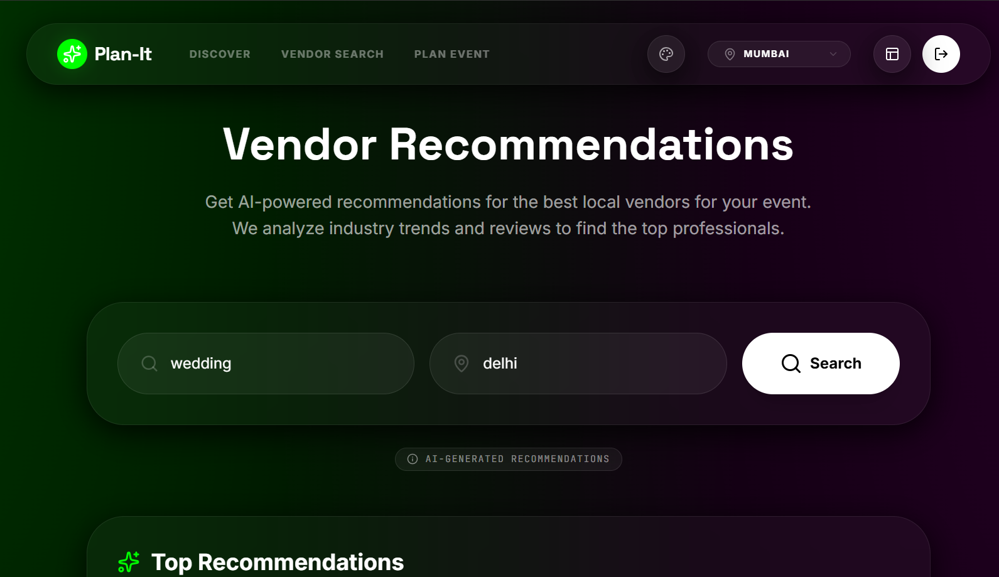 Plan-It
DISCOVER
VENDOR SEARCH
PLAN EVENT
MUMBAI
Vendor Recommendations
Get AI-powered recommendations for the best local vendors for your event.
We analyze industry trends and reviews to find the top professionals.
wedding
delhi
Search
AI-GENERATED RECOMMENDATIONS
Top Recommendations